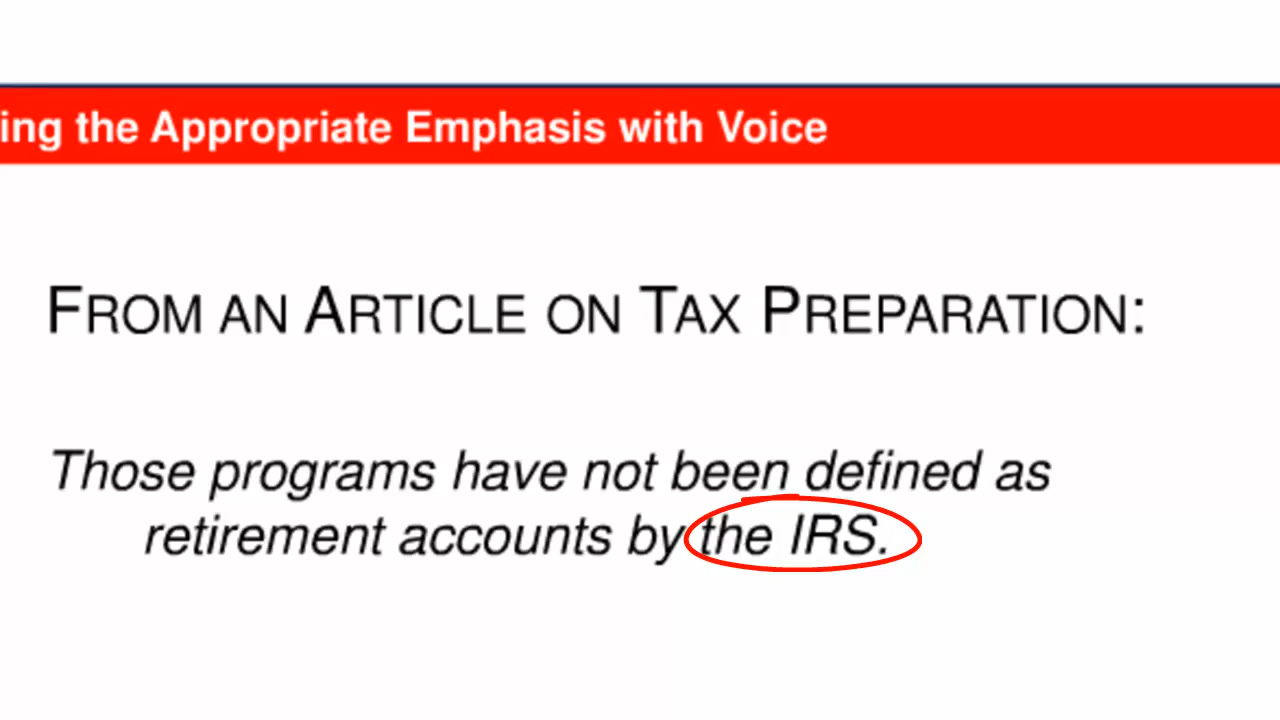 ing the Appropriate Emphasis with Voice
FROM AN ARTICLE ON TAX PREPARATION:
Those programs have not been defined as
retirement accounts by the IRS.